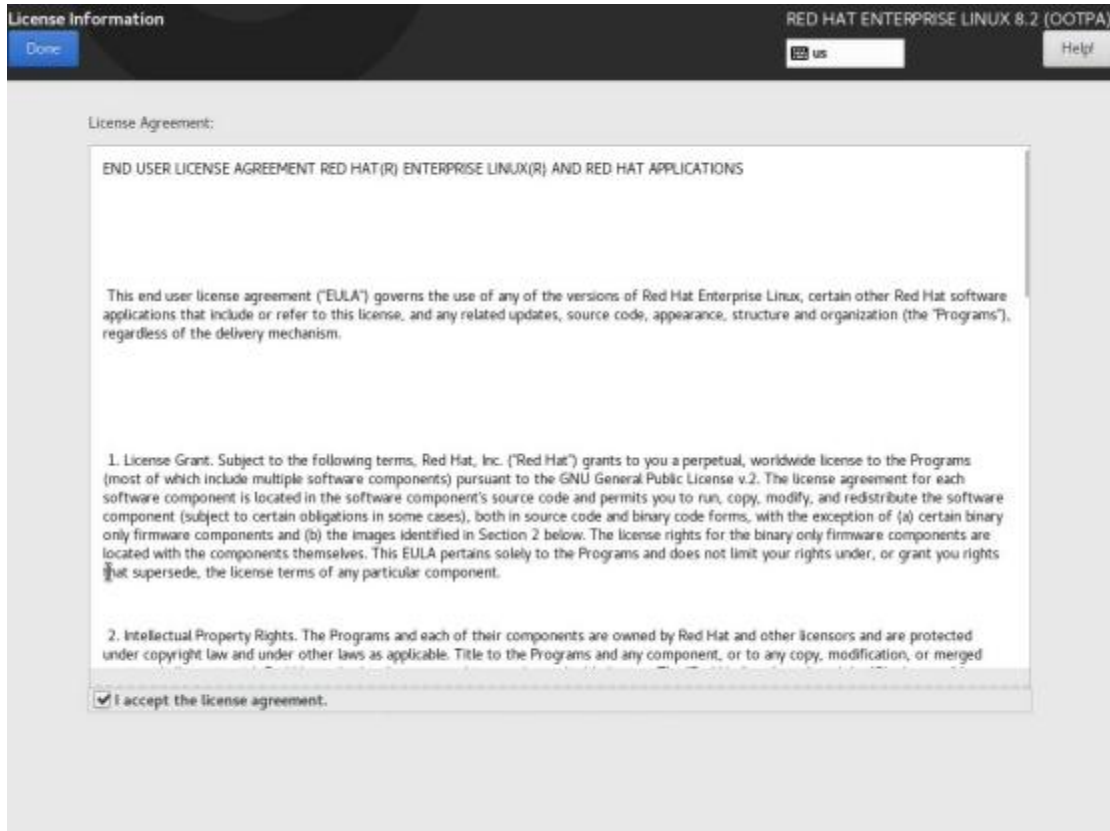 License Information
RED HAT ENTERPRISE LINUX 8.2 (OOTPA)
Done
us
Help!
License Agreement:
END USER LICENSE AGREEMENT RED HAT(R) ENTERPRISE LINUX(R) AND RED HAT APPLICATIONS
This end user license agreement ("EULA") governs the use of any of the versions of Red Hat Enterprise Linux, certain other Red Hat software
applications that include or refer to this license, and any related updates, source code, appearance, structure and organization (the "Programs"),
regardless of the delivery mechanism.
1. License Grant. Subject to the following terms, Red Hat, Inc. ("Red Hat") grants to you a perpetual, worldwide license to the Programs
(most of which include multiple software components) pursuant to the GNU General Public License v.2. The license agreement for each
software component is located in the software component's source code and permits you to run, copy, modify, and redistribute the software
component (subject to certain obligations in some cases), both in source code and binary code forms, with the exception of (a) certain binary
only firmware components and (b) the images identified in Section 2 below. The license rights for the binary only firmware components are
located with the components themselves. This EULA pertains solely to the Programs and does not limit your rights under, or grant you rights
that supersede, the license terms of any particular component.
2. Intellectual Property Rights. The Programs and each of their components are owned by Red Hat and other licensors and are protected
under copyright law and under other laws as applicable. Title to the Programs and any component, or to any copy, modification, or merged
I accept the license agreement.